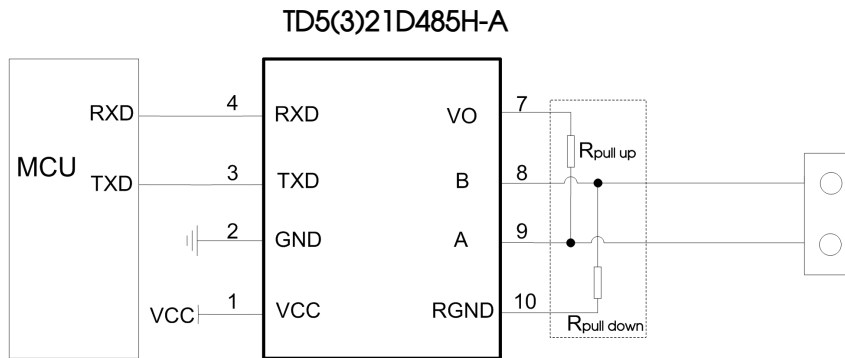 TD5(3)21D485H-A
RXD 4 RXD VO 7
Rpull up
MCU TXD 3 TXD B 8
2 GND A 9
VCC 1 VCC RGND 10
Rpull down